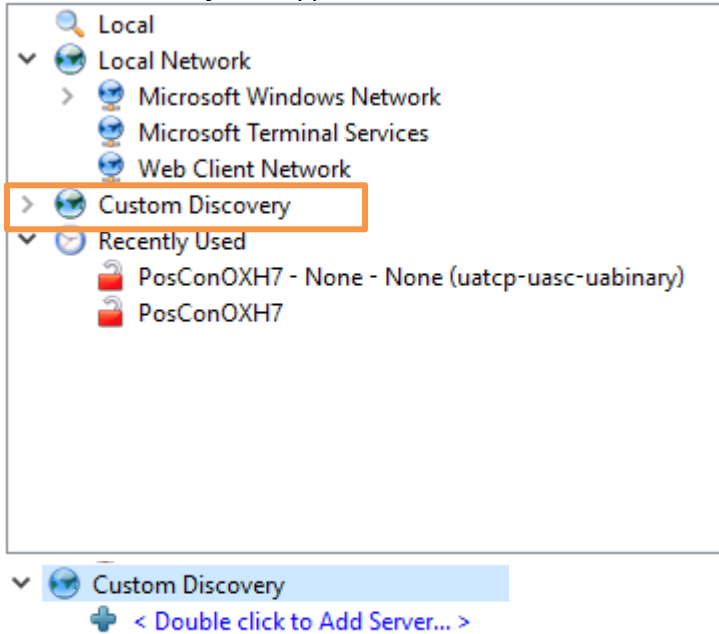 Local
Local Network
Microsoft Windows Network
Microsoft Terminal Services
Web Client Network
Custom Discovery
Recently Used
PosConOXH7 - None - None (uatcp-uasc-uabinary)
PosConOXH7
Custom Discovery
< Double click to Add Server... >